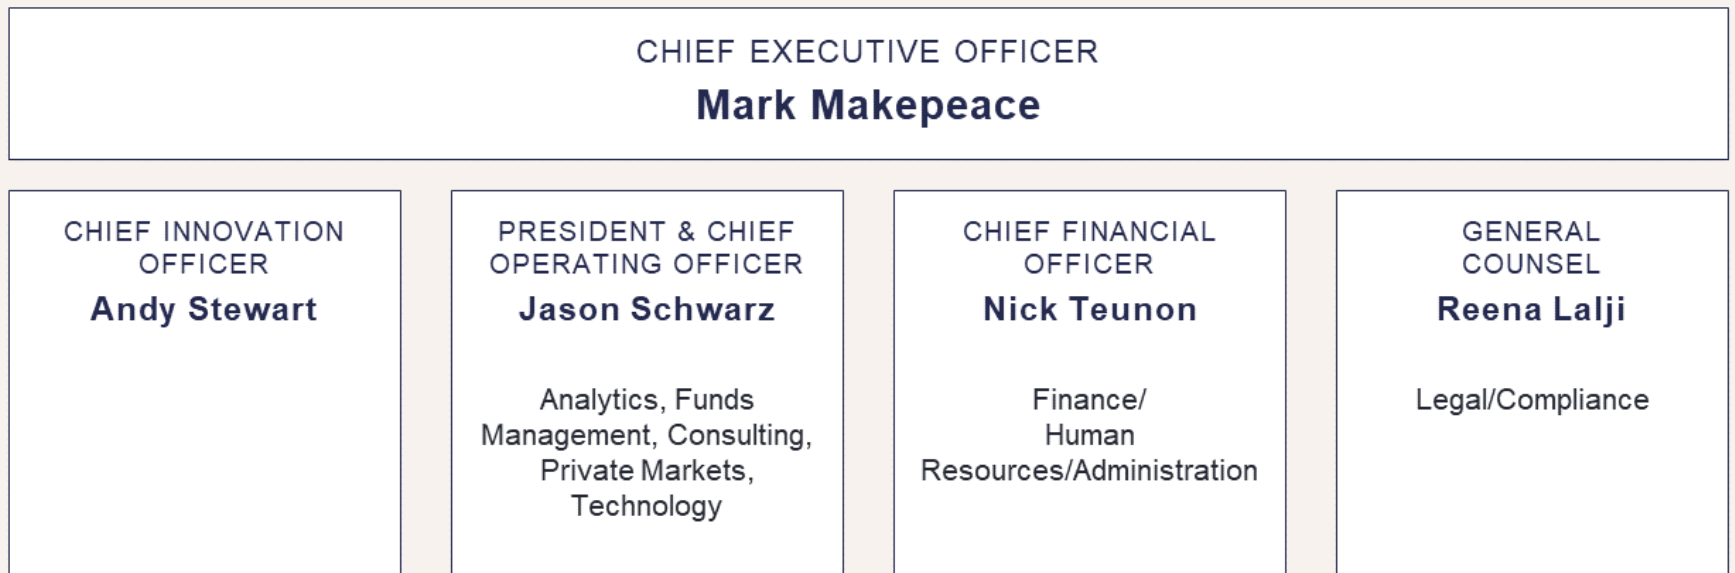 CHIEF EXECUTIVE OFFICER
Mark Makepeace
CHIEF INNOVATION
OFFICER
Andy Stewart
PRESIDENT & CHIEF
OPERATING OFFICER
Jason Schwarz
Analytics, Funds
Management, Consulting,
Private Markets,
Technology
CHIEF FINANCIAL
OFFICER
Nick Teunon
Finance/
Human
Resources/Administration
GENERAL
COUNSEL
Reena Lalji
Legal/Compliance